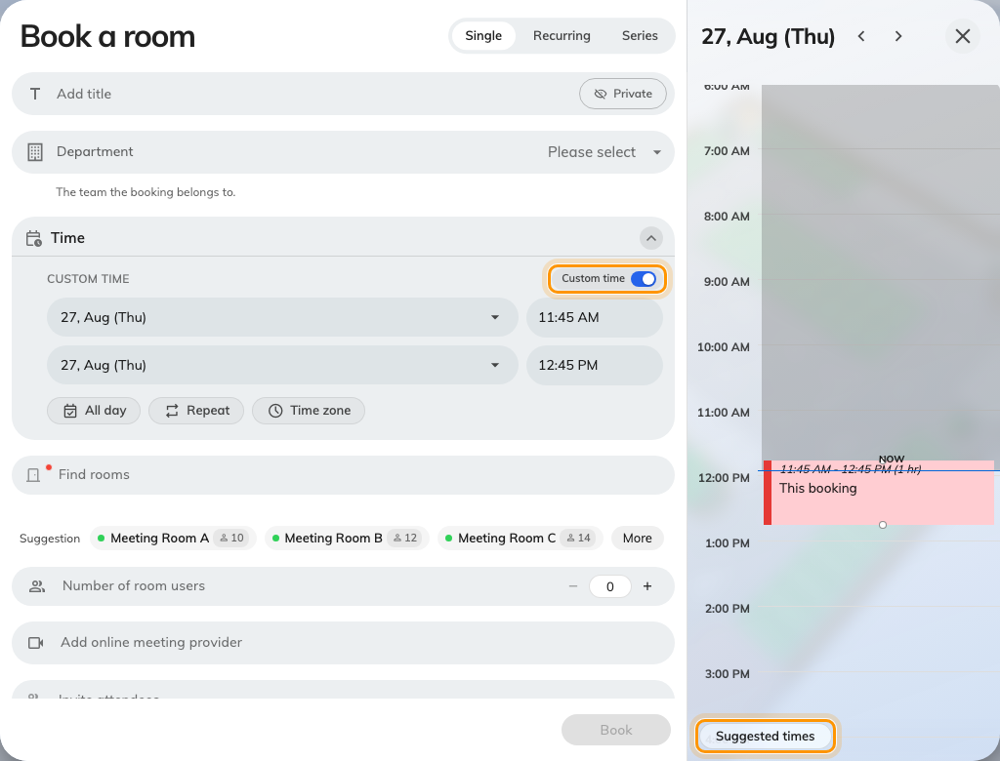 Book a room
Single
Recurring
Series
Add title
Private
Department
Please select
The team the booking belongs to.
Time
CUSTOM TIME
Custom time
27, Aug (Thu)
11:45 AM
27, Aug (Thu)
12:45 PM
All day
Repeat
Time zone
Find rooms
Suggestion
Meeting Room A 10
Meeting Room B 12
Meeting Room C 14
More
Number of room users
− 0 +
Add online meeting provider
Invite attendees
Book
27, Aug (Thu)
6:00 AM
7:00 AM
8:00 AM
9:00 AM
10:00 AM
11:00 AM
NOW
11:45 AM - 12:45 PM (1 hr)
12:00 PM
This booking
1:00 PM
2:00 PM
3:00 PM
Suggested times